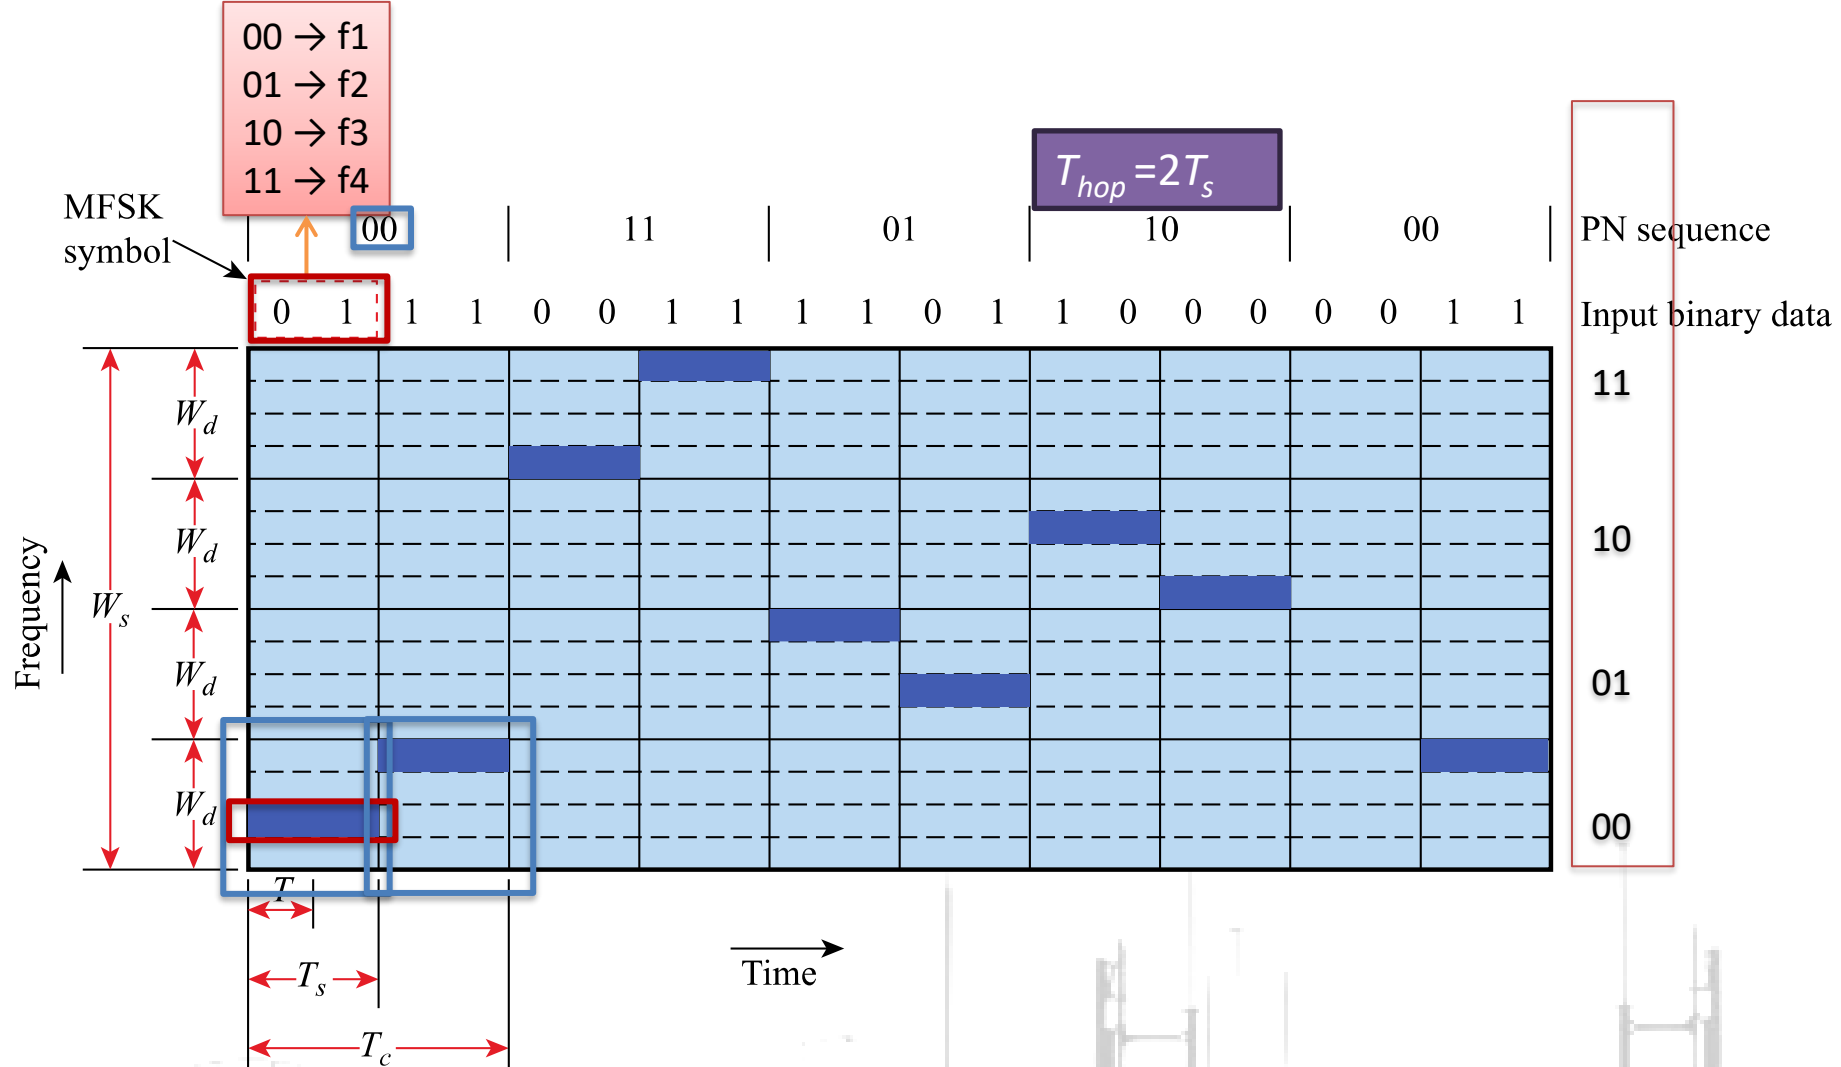 00 → f1
01 → f2
10 → f3
11 → f4
T_hop =2T_s
MFSK
symbol
00 11 01 10 00 PN sequence
0 1 1 1 0 0 1 1 1 1 0 1 1 0 0 0 0 0 1 1 Input binary data
11
W_d
10
W_d
W_s
Frequency
W_d
01
W_d
00
T
T_s
Time
T_c